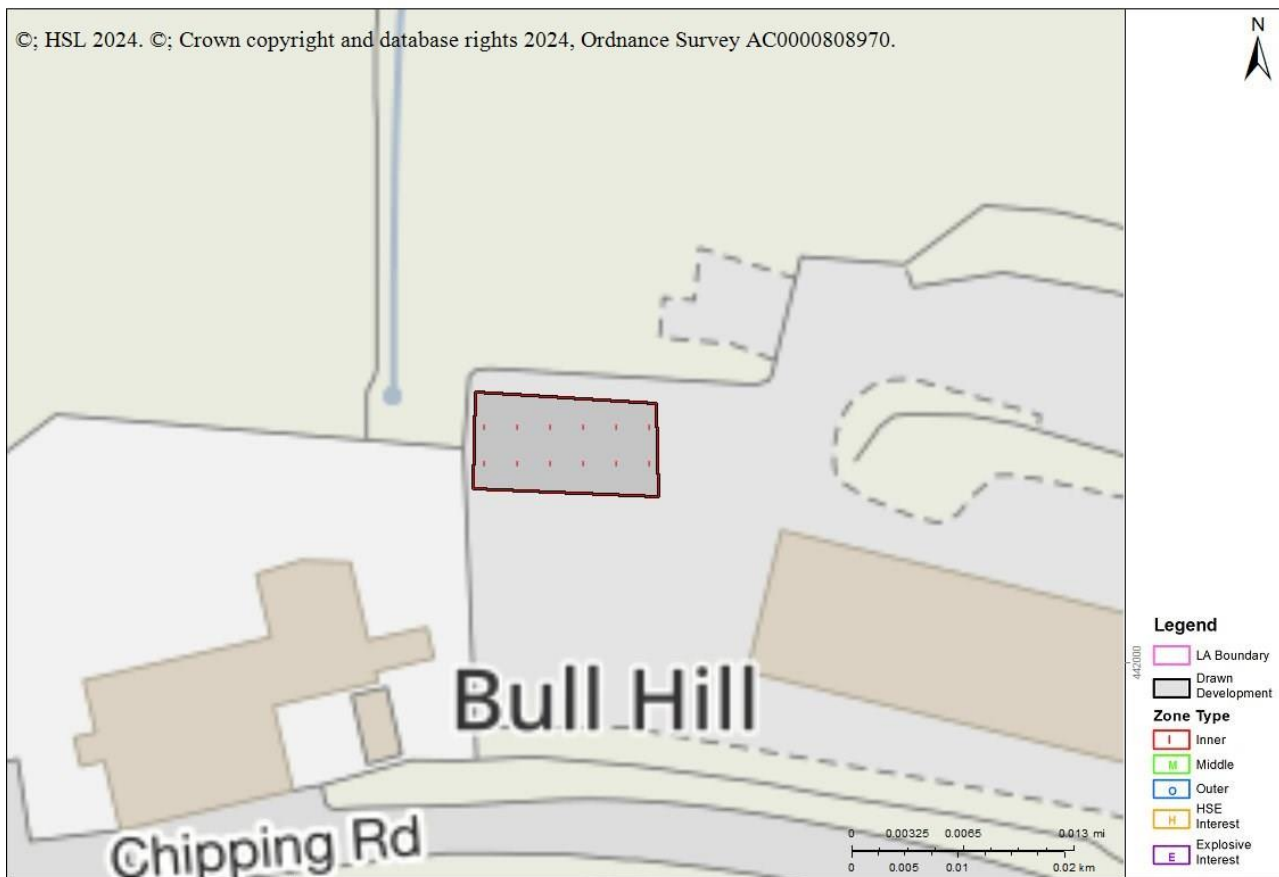 ©; HSL 2024. ©; Crown copyright and database rights 2024, Ordnance Survey AC0000808970.
N
Bull Hill
Chipping Rd
0 0.00325 0.0065 0.013 mi
0 0.005 0.01 0.02 km
442000
Legend
LA Boundary
Drawn
Development
Zone Type
I Inner
M Middle
O Outer
H HSE
Interest
E Explosive
Interest